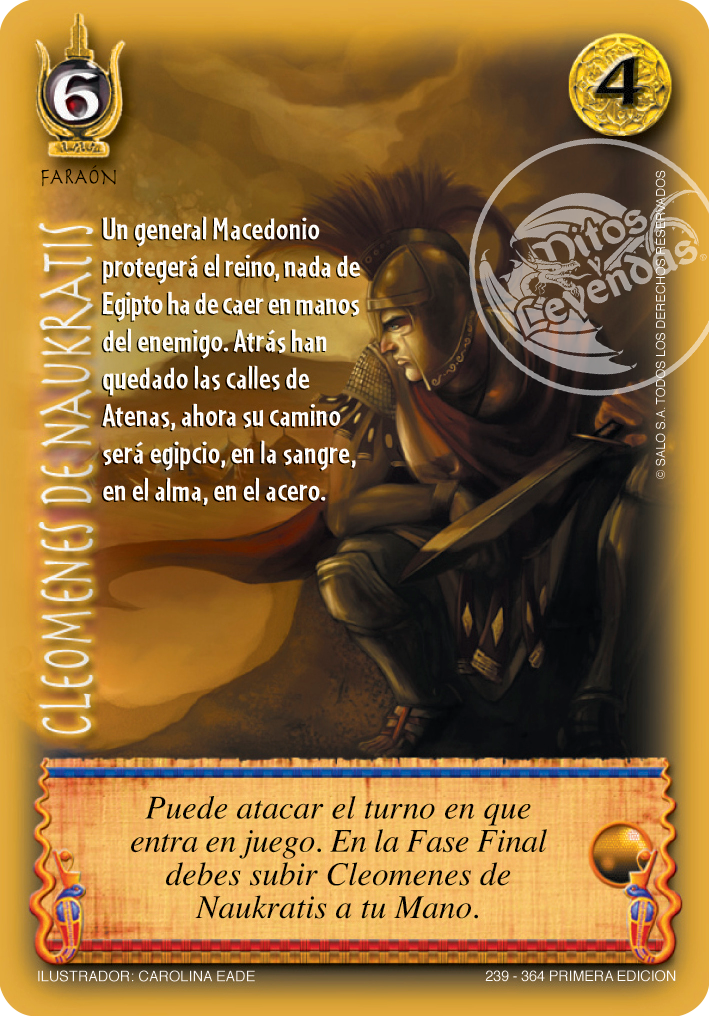 6
4
FARAÓN
CLEOMENES DE NAUKRATIS
Un general Macedonio
protegerá el reino, nada de
Egipto ha de caer en manos
del enemigo. Atrás han
quedado las calles de
Atenas, ahora su camino
será egipcio, en la sangre,
en el alma, en el acero.
Mitos
y
Leyendas
©
© SALO S.A. TODOS LOS DERECHOS RESERVADOS
Puede atacar el turno en que
entra en juego. En la Fase Final
debes subir Cleomenes de
Naukratis a tu Mano.
ILUSTRADOR: CAROLINA EADE
239 - 364 PRIMERA EDICION